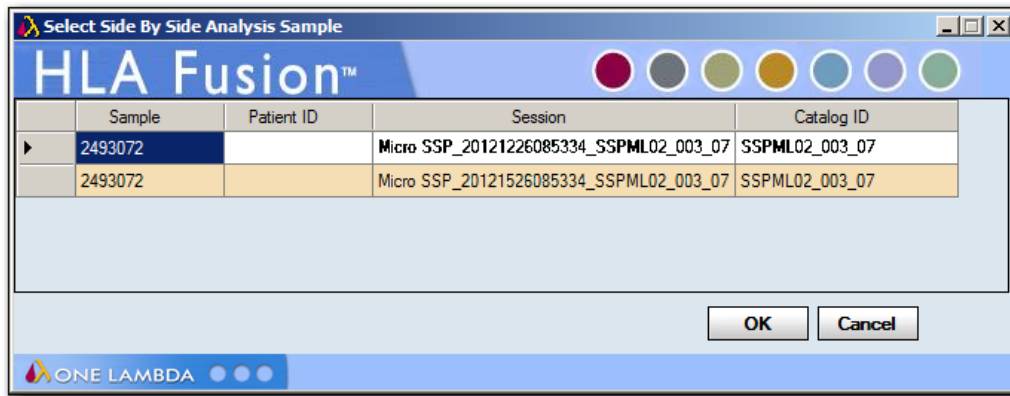 Select Side By Side Analysis Sample
HLA Fusion™
Sample Patient ID Session Catalog ID
2493072 Micro SSP_20121226085334_SSPML02_003_07 SSPML02_003_07
2493072 Micro SSP_20121526085334_SSPML02_003_07 SSPML02_003_07
OK Cancel
ONE LAMBDA